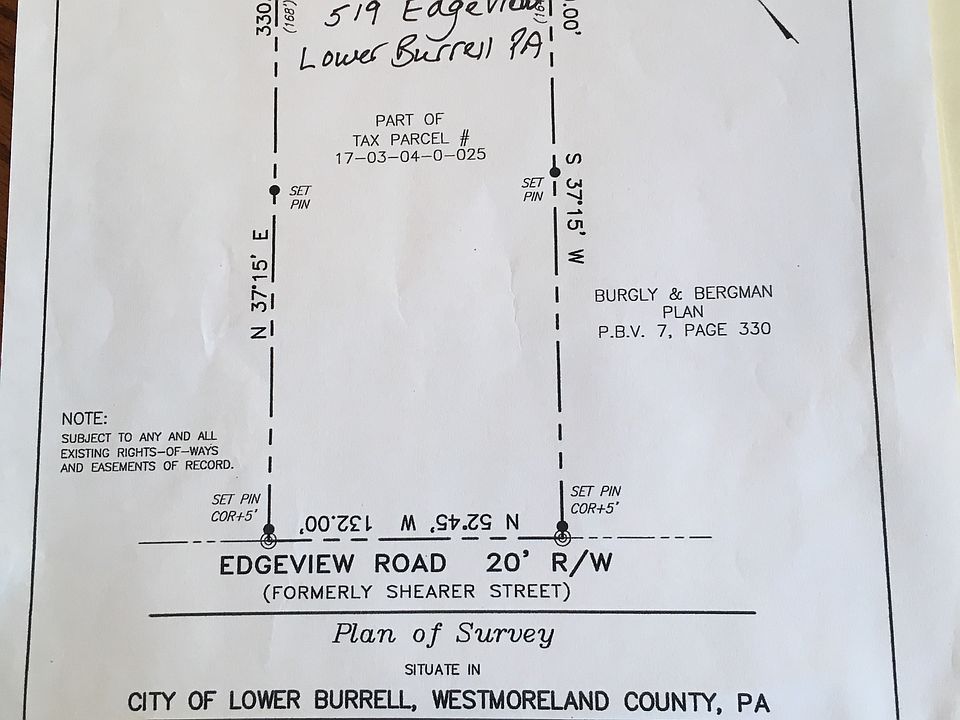 519 Edgeview
Lower Burrell PA
330.
(168')
.00'
PART OF
TAX PARCEL #
17-03-04-0-025
SET
PIN
SET
PIN
N 37°15' E
S 37°15' W
BURGLY & BERGMAN
PLAN
P.B.V. 7, PAGE 330
NOTE:
SUBJECT TO ANY AND ALL
EXISTING RIGHTS-OF-WAYS
AND EASEMENTS OF RECORD.
SET PIN
COR+5'
SET PIN
COR+5'
N 52°45' W 132.00'
EDGEVIEW ROAD 20' R/W
(FORMERLY SHEARER STREET)
Plan of Survey
SITUATE IN
CITY OF LOWER BURRELL, WESTMORELAND COUNTY, PA